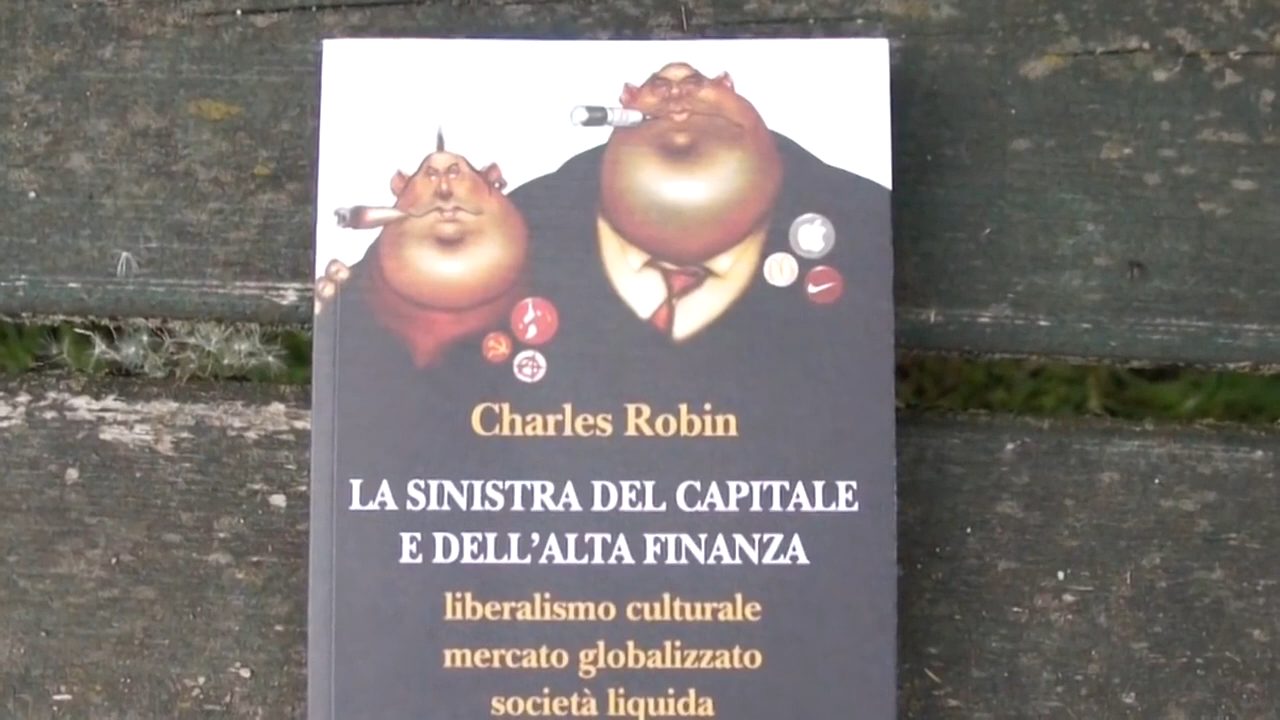 Charles Robin
LA SINISTRA DEL CAPITALE
E DELL'ALTA FINANZA
liberalismo culturale
mercato globalizzato
società liquida